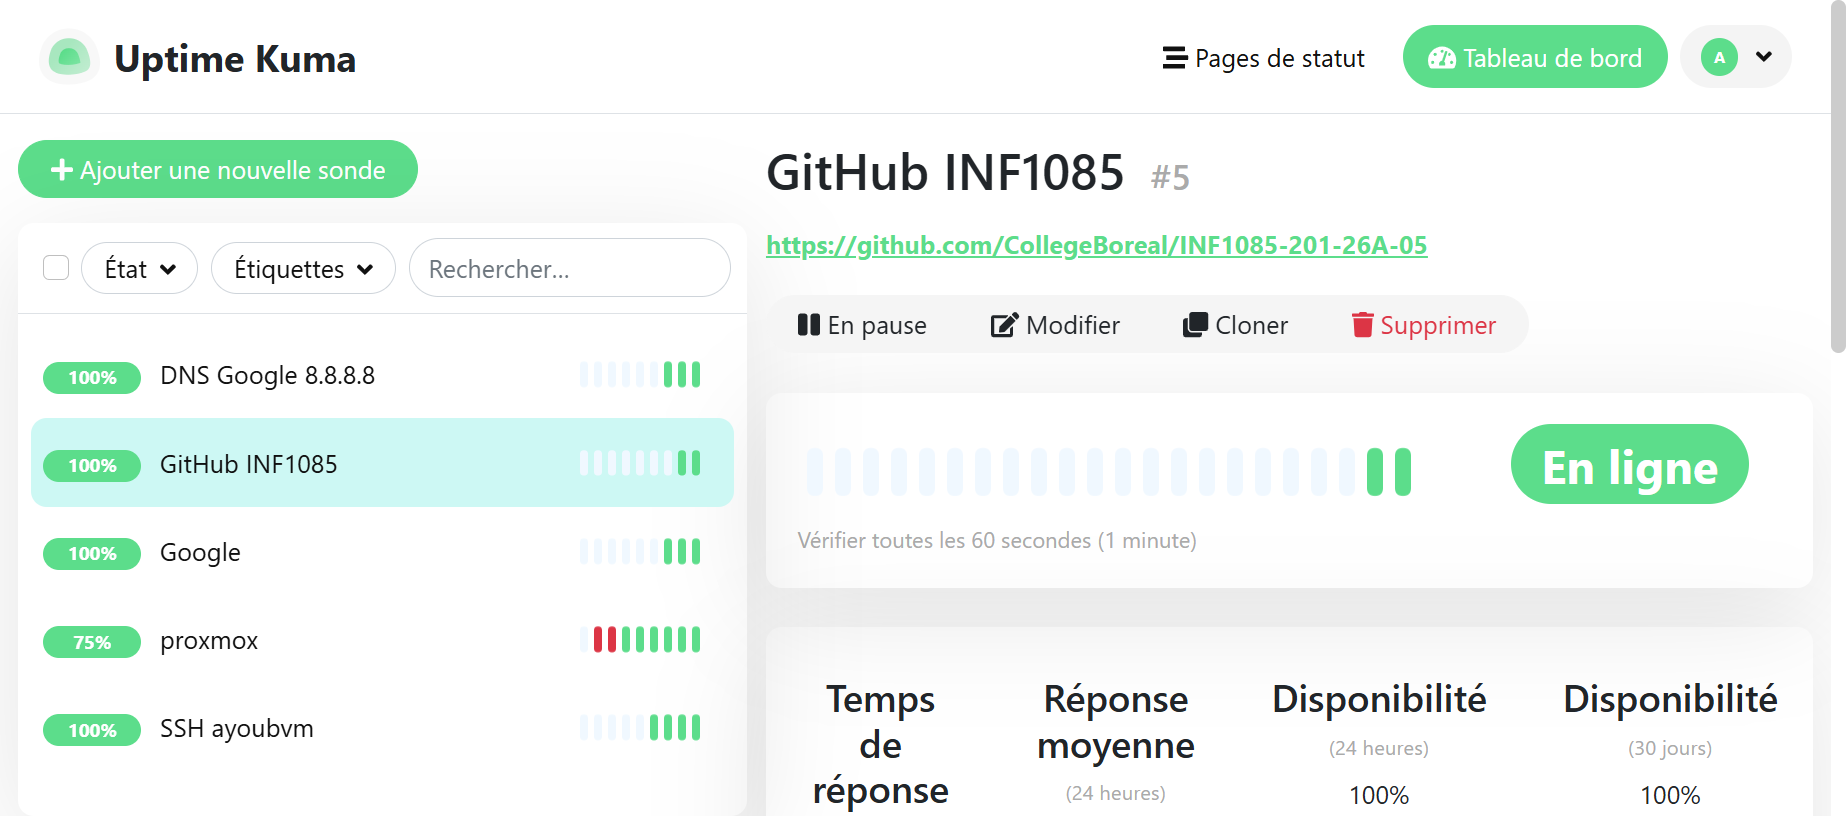 Uptime Kuma
Pages de statut
Tableau de bord
A
Ajouter une nouvelle sonde
État
Étiquettes
Rechercher...
100%
DNS Google 8.8.8.8
100%
GitHub INF1085
100%
Google
75%
proxmox
100%
SSH ayoubvm
GitHub INF1085 #5
https://github.com/CollegeBoreal/INF1085-201-26A-05
En pause
Modifier
Cloner
Supprimer
En ligne
Vérifier toutes les 60 secondes (1 minute)
Temps
de
réponse
Réponse
moyenne
(24 heures)
Disponibilité
(24 heures)
100%
Disponibilité
(30 jours)
100%